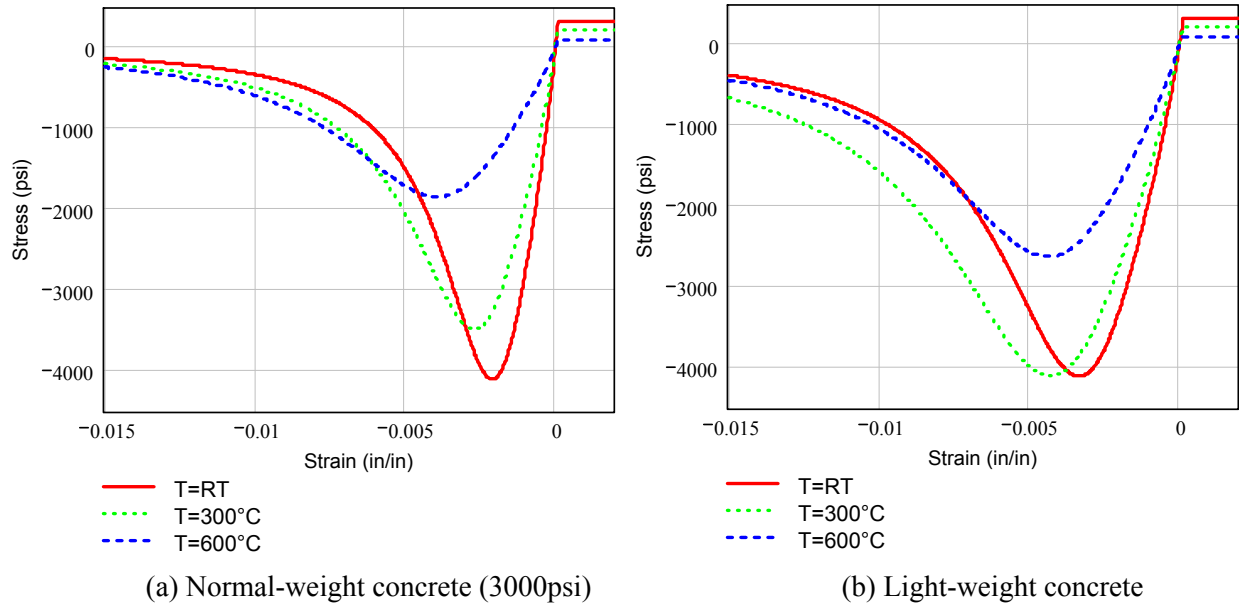 0
−1000
−2000
−3000
−4000
Stress (psi)
−0.015
−0.01
−0.005
0
Strain (in/in)
T=RT
T=300°C
T=600°C
(a) Normal-weight concrete (3000psi)
0
−1000
−2000
−3000
−4000
Stress (psi)
−0.015
−0.01
−0.005
0
Strain (in/in)
T=RT
T=300°C
T=600°C
(b) Light-weight concrete